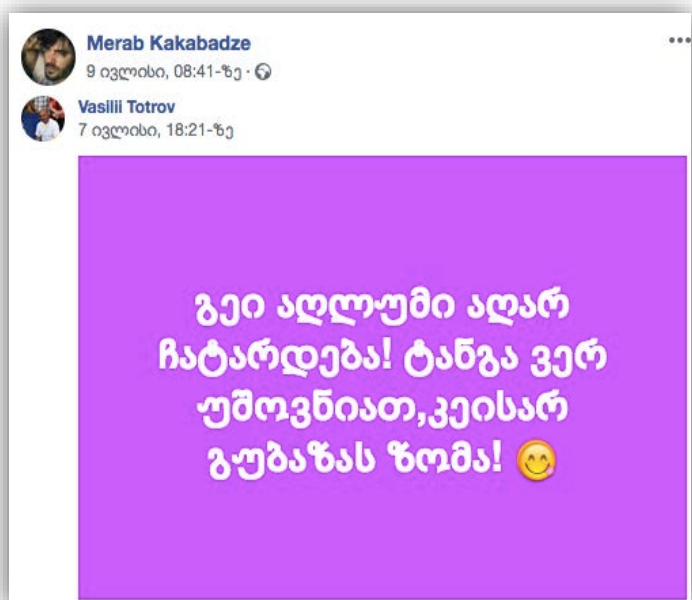 Merab Kakabadze
9 ივლისი, 08:41-ზე ·
Vasilii Totrov
7 ივლისი, 18:21-ზე
გეი აღლუმი აღარ
ჩატარდება! ტანგა ვერ
უშოვნიათ,კეისარ
გუბაზას ზომა! 😋